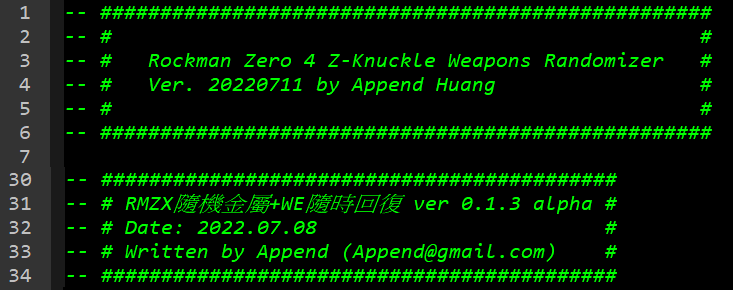 1 -- ###################################################
2 -- #                                                 #
3 -- #   Rockman Zero 4 Z-Knuckle Weapons Randomizer   #
4 -- #   Ver. 20220711 by Append Huang                 #
5 -- #                                                 #
6 -- ###################################################
7
30 -- ###########################################
31 -- # RMZX隨機金屬+WE隨時回復 ver 0.1.3 alpha #
32 -- # Date: 2022.07.08                        #
33 -- # Written by Append (Append@gmail.com)    #
34 -- ###########################################